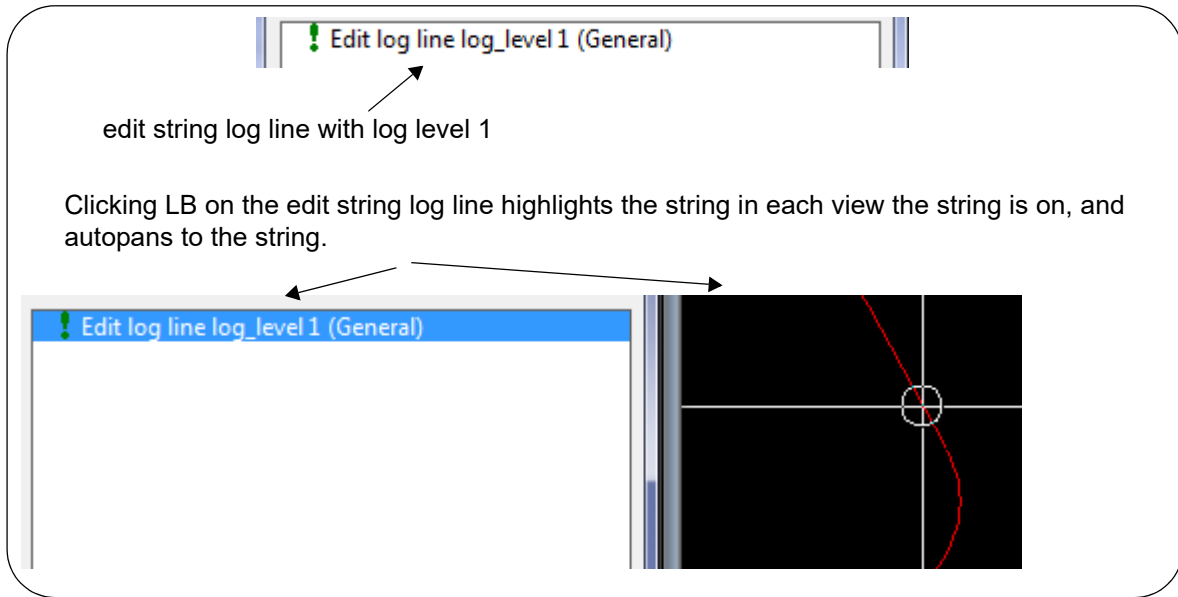 Edit log line log_level 1 (General)
edit string log line with log level 1
Clicking LB on the edit string log line highlights the string in each view the string is on, and
autopans to the string.
Edit log line log_level 1 (General)